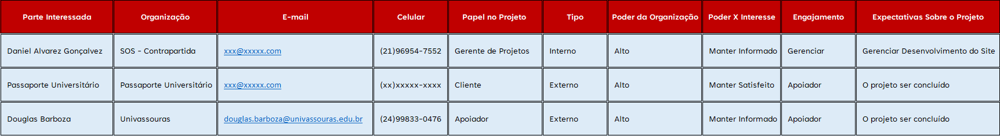 Parte Interessada Organização E-mail Celular Papel no Projeto Tipo Poder da Organização Poder X Interesse Engajamento Expectativas Sobre o Projeto
Daniel Alvarez Gonçalvez SOS - Contrapartida xxx@xxxxx.com (21)96954-7552 Gerente de Projetos Interno Alto Manter Informado Gerenciar Gerenciar Desenvolvimento do Site
Passaporte Universitário Passaporte Universitário xxx@xxxxx.com (xx)xxxxx-xxxx Cliente Externo Alto Manter Satisfeito Apoiador O projeto ser concluído
Douglas Barboza Univassouras douglas.barboza@univassouras.edu.br (24)99833-0476 Apoiador Externo Alto Manter Informado Apoiador O projeto ser concluído